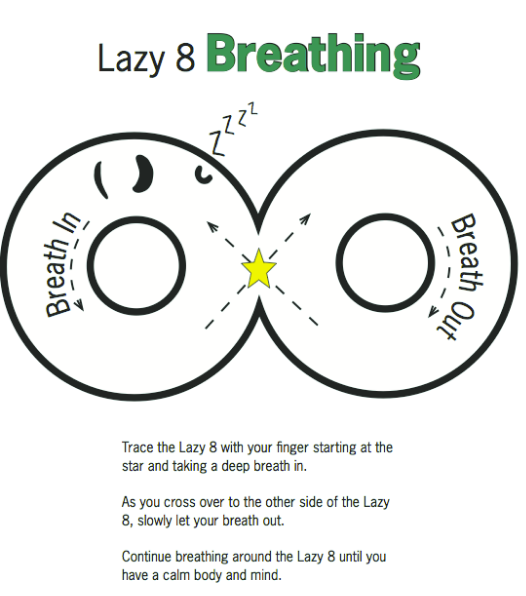 Lazy 8 Breathing
zzzz
Breath In
Breath Out
Trace the Lazy 8 with your finger starting at the
star and taking a deep breath in.
As you cross over to the other side of the Lazy
8, slowly let your breath out.
Continue breathing around the Lazy 8 until you
have a calm body and mind.